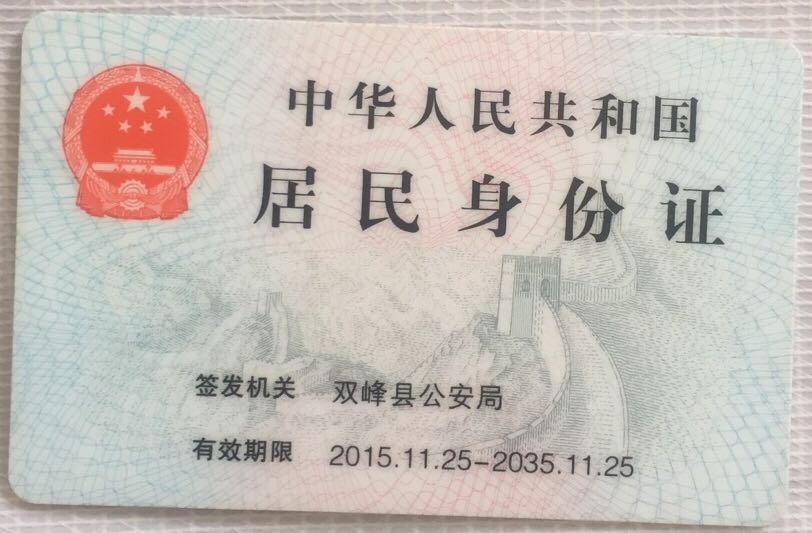 中华人民共和国
居民身份证
签发机关 双峰县公安局
有效期限 2015.11.25-2035.11.25